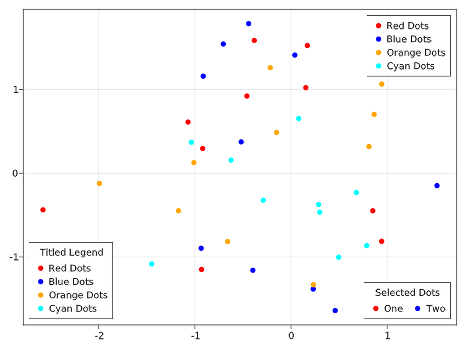 Red Dots
Blue Dots
Orange Dots
Cyan Dots
1
0
-1
Titled Legend
Red Dots
Blue Dots
Orange Dots
Cyan Dots
Selected Dots
One Two
-2 -1 0 1